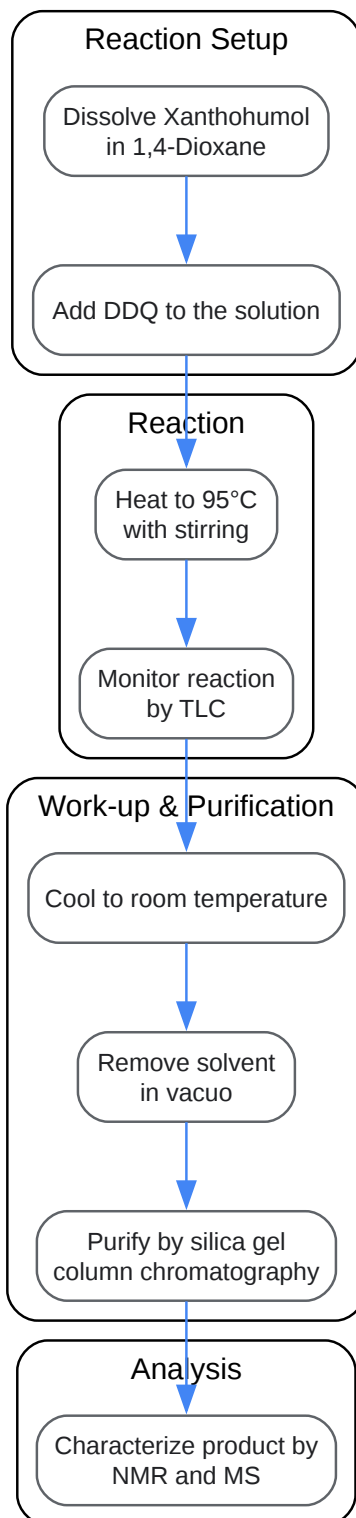 Reaction Setup
Dissolve Xanthohumol
in 1,4-Dioxane
Add DDQ to the solution
Reaction
Heat to 95°C
with stirring
Monitor reaction
by TLC
Work-up & Purification
Cool to room temperature
Remove solvent
in vacuo
Purify by silica gel
column chromatography
Analysis
Characterize product by
NMR and MS